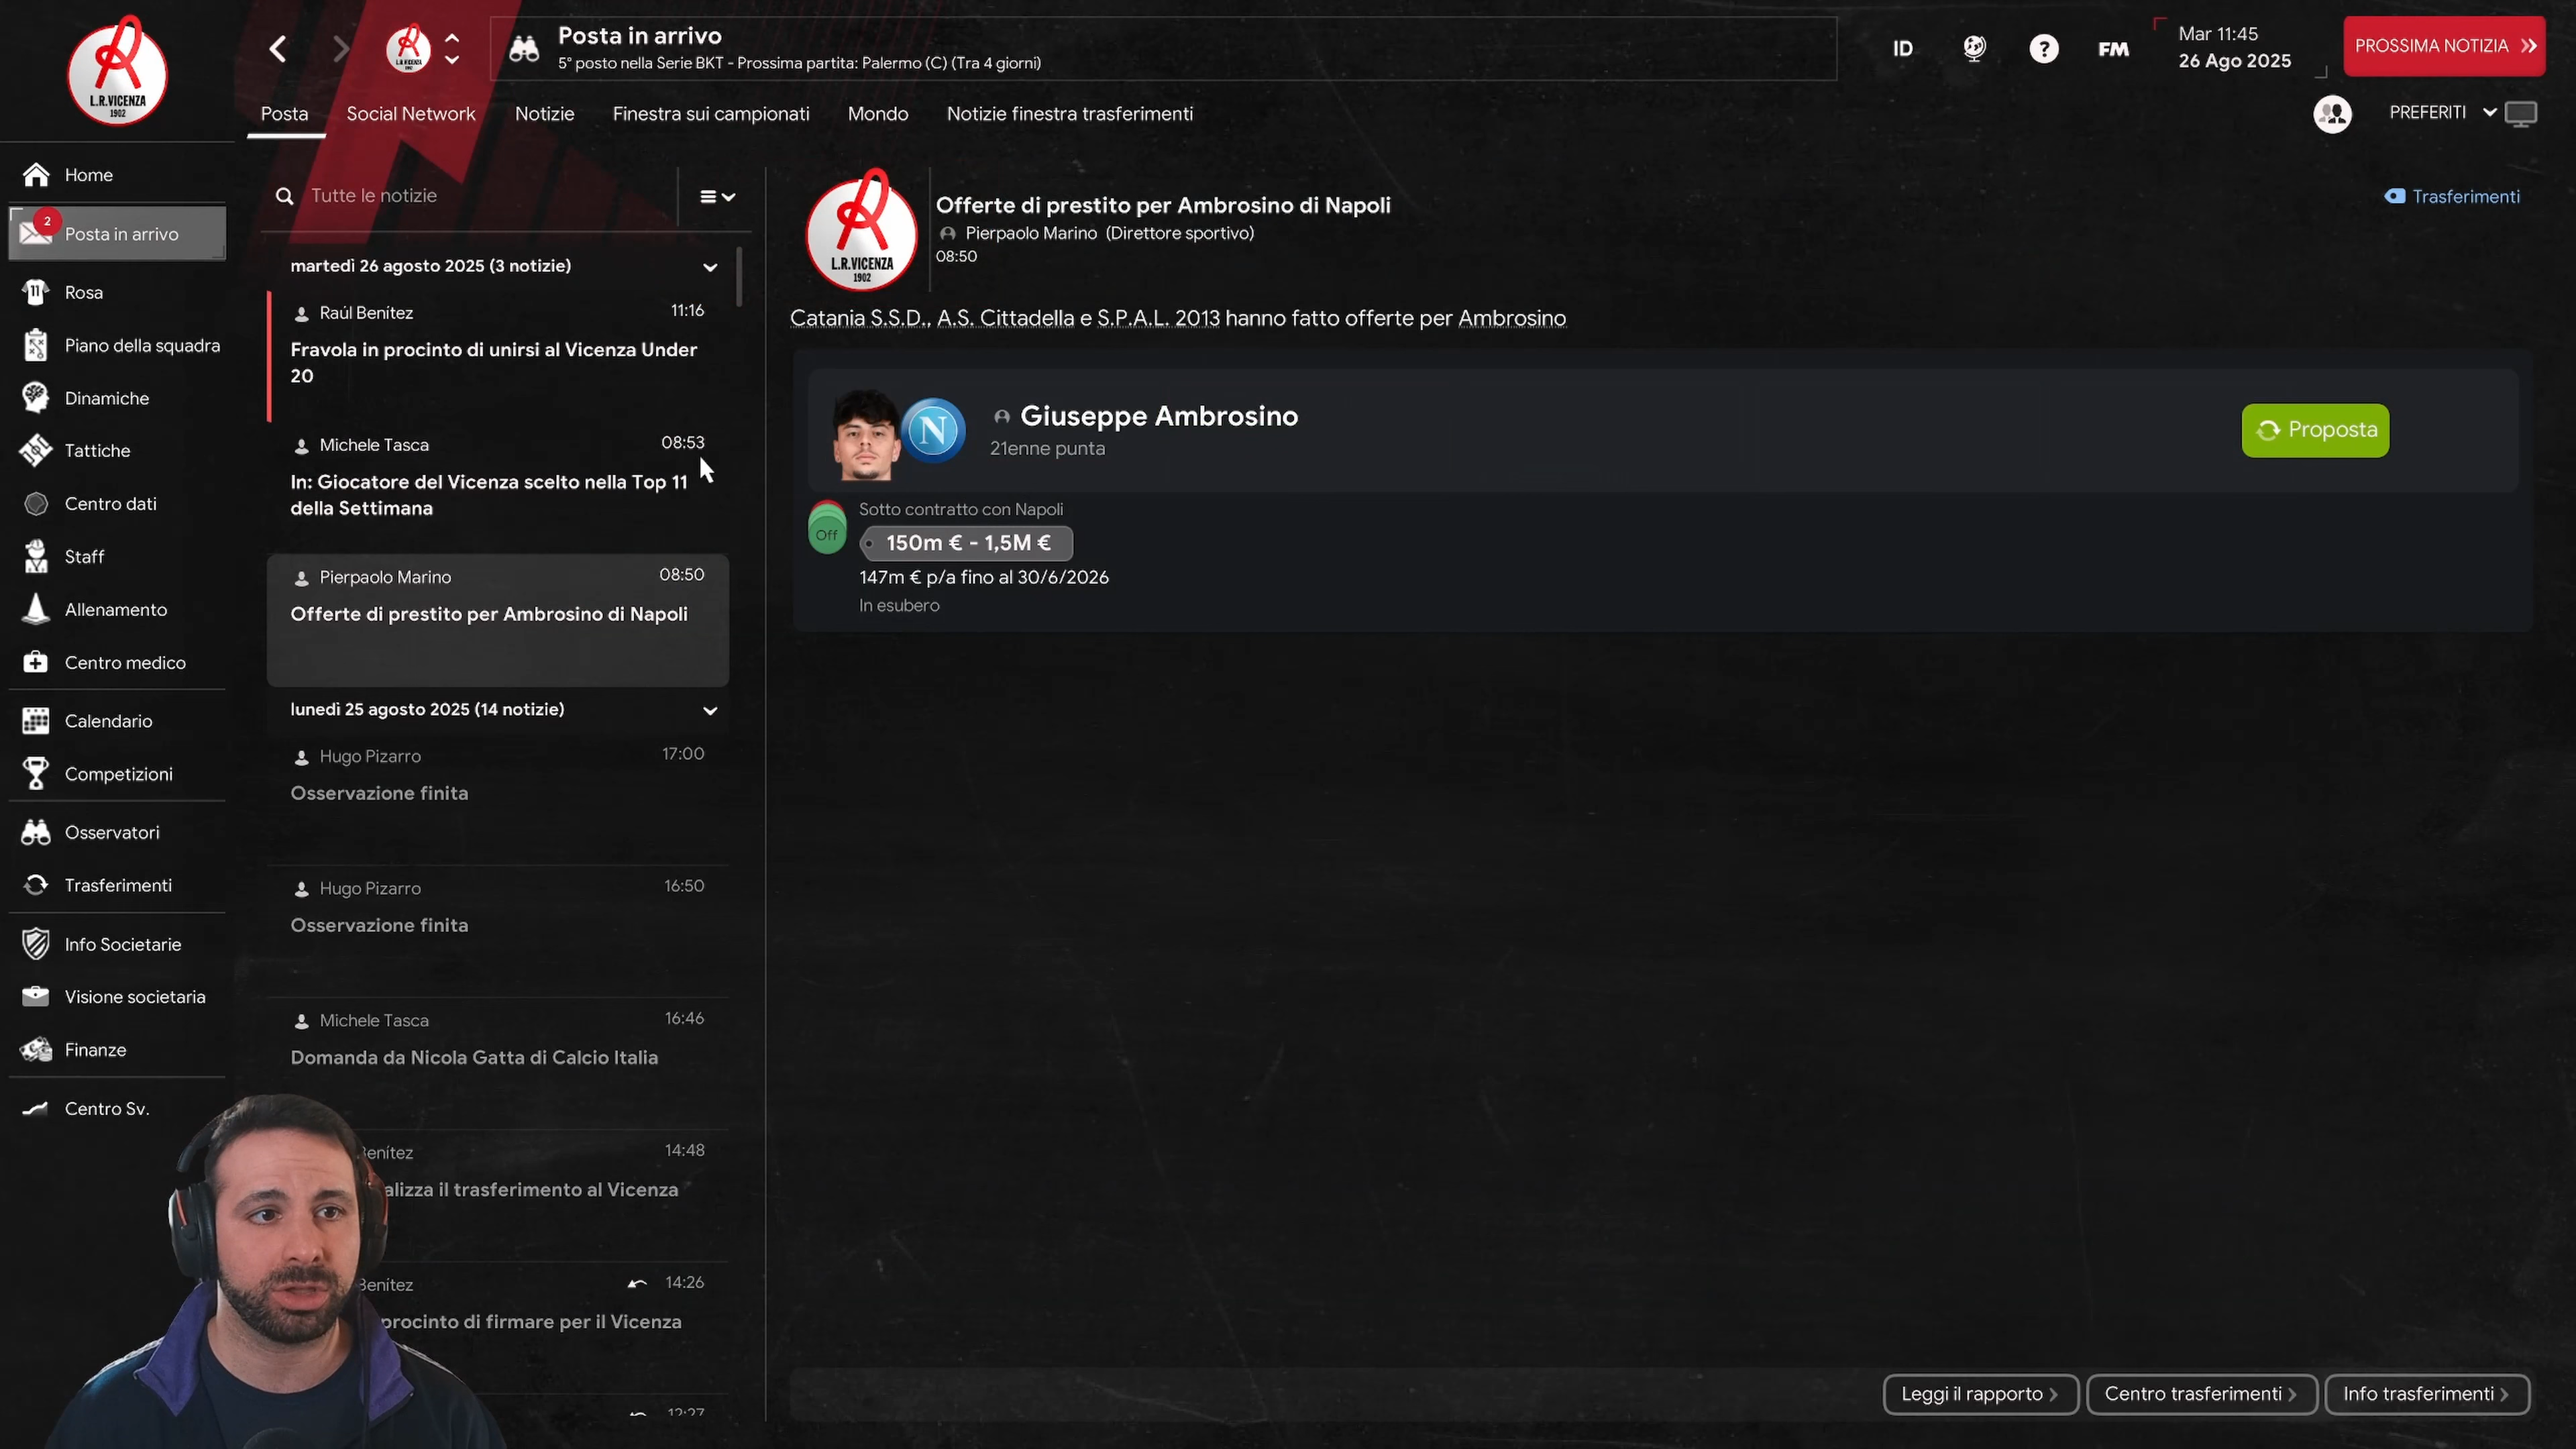 L.R.VICENZA
1902
Posta in arrivo
5° posto nella Serie BKT - Prossima partita: Palermo (C) (Tra 4 giorni)
ID
?
FM
Mar 11:45
26 Ago 2025
PROSSIMA NOTIZIA
Posta
Social Network
Notizie
Finestra sui campionati
Mondo
Notizie finestra trasferimenti
PREFERITI
Home
2
Posta in arrivo
11
Rosa
Piano della squadra
Dinamiche
Tattiche
Centro dati
Staff
Allenamento
Centro medico
Calendario
Competizioni
Osservatori
Trasferimenti
Info Societarie
Visione societaria
Finanze
Centro Sv.
Tutte le notizie
martedì 26 agosto 2025 (3 notizie)
Raúl Benítez
11:16
Fravola in procinto di unirsi al Vicenza Under
20
Michele Tasca
08:53
In: Giocatore del Vicenza scelto nella Top 11
della Settimana
Pierpaolo Marino
08:50
Offerte di prestito per Ambrosino di Napoli
lunedì 25 agosto 2025 (14 notizie)
Hugo Pizarro
17:00
Osservazione finita
Hugo Pizarro
16:50
Osservazione finita
Michele Tasca
16:46
Domanda da Nicola Gatta di Calcio Italia
Benítez
14:48
alizza il trasferimento al Vicenza
Benítez
14:26
procinto di firmare per il Vicenza
12:27
L.R.VICENZA
1902
Offerte di prestito per Ambrosino di Napoli
Pierpaolo Marino (Direttore sportivo)
08:50
Trasferimenti
Catania S.S.D., A.S. Cittadella e S.P.A.L. 2013 hanno fatto offerte per Ambrosino
N
Giuseppe Ambrosino
21enne punta
Proposta
Off
Sotto contratto con Napoli
150m € - 1,5M €
147m € p/a fino al 30/6/2026
In esubero
Leggi il rapporto
Centro trasferimenti
Info trasferimenti